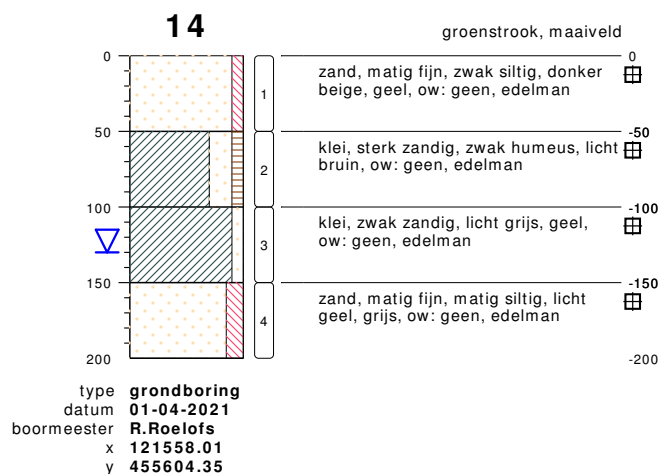 14
groenstrook, maaiveld
0
0
zand, matig fijn, zwak siltig, donker
beige, geel, ow: geen, edelman
1
50
-50
klei, sterk zandig, zwak humeus, licht
bruin, ow: geen, edelman
2
100
-100
klei, zwak zandig, licht grijs, geel,
ow: geen, edelman
3
150
-150
zand, matig fijn, matig siltig, licht
geel, grijs, ow: geen, edelman
4
200
-200
type grondboring
datum 01-04-2021
boormeester R.Roelofs
x 121558.01
y 455604.35